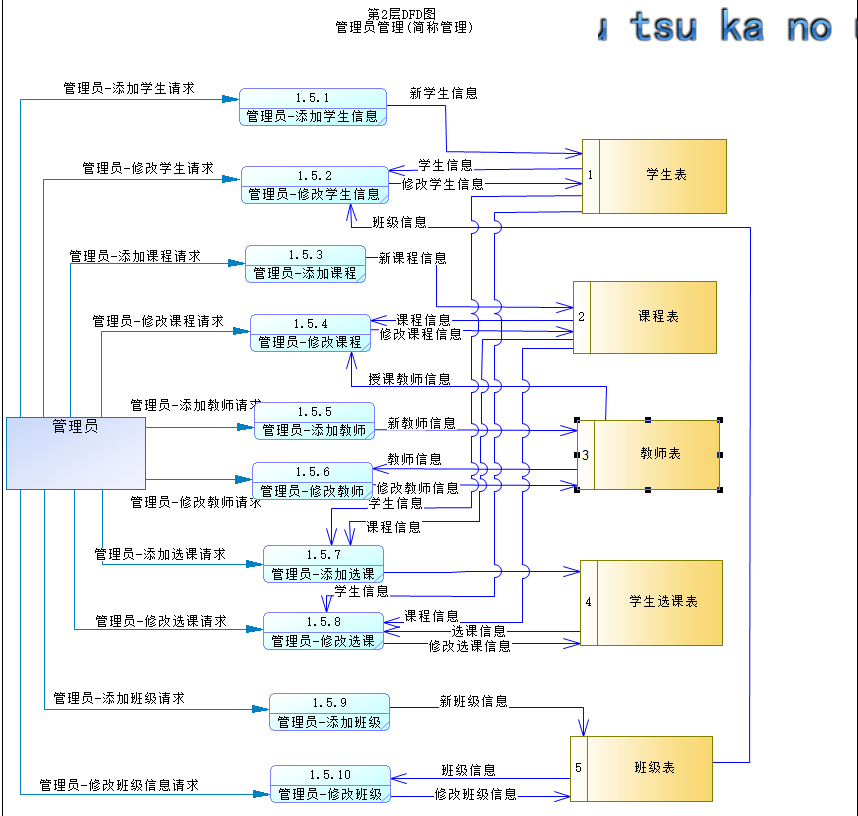 第2层DFD图
管理员管理(简称管理)
tsu ka no
管理员-添加学生请求
1.5.1
管理员-添加学生信息
新学生信息
管理员-修改学生请求
1.5.2
管理员-修改学生信息
学生信息
修改学生信息
1
学生表
班级信息
管理员-添加课程请求
1.5.3
管理员-添加课程
新课程信息
管理员-修改课程请求
1.5.4
管理员-修改课程
课程信息
修改课程信息
2
课程表
授课教师信息
管理员-添加教师请求
1.5.5
管理员-添加教师
新教师信息
管理员
教师信息
3
教师表
1.5.6
管理员-修改教师
修改教师信息
管理员-修改教师请求
学生信息
课程信息
管理员-添加选课请求
1.5.7
管理员-添加选课
学生信息
4
学生选课表
管理员-修改选课请求
1.5.8
管理员-修改选课
课程信息
选课信息
修改选课信息
管理员-添加班级请求
1.5.9
管理员-添加班级
新班级信息
管理员-修改班级信息请求
1.5.10
管理员-修改班级
班级信息
修改班级信息
5
班级表